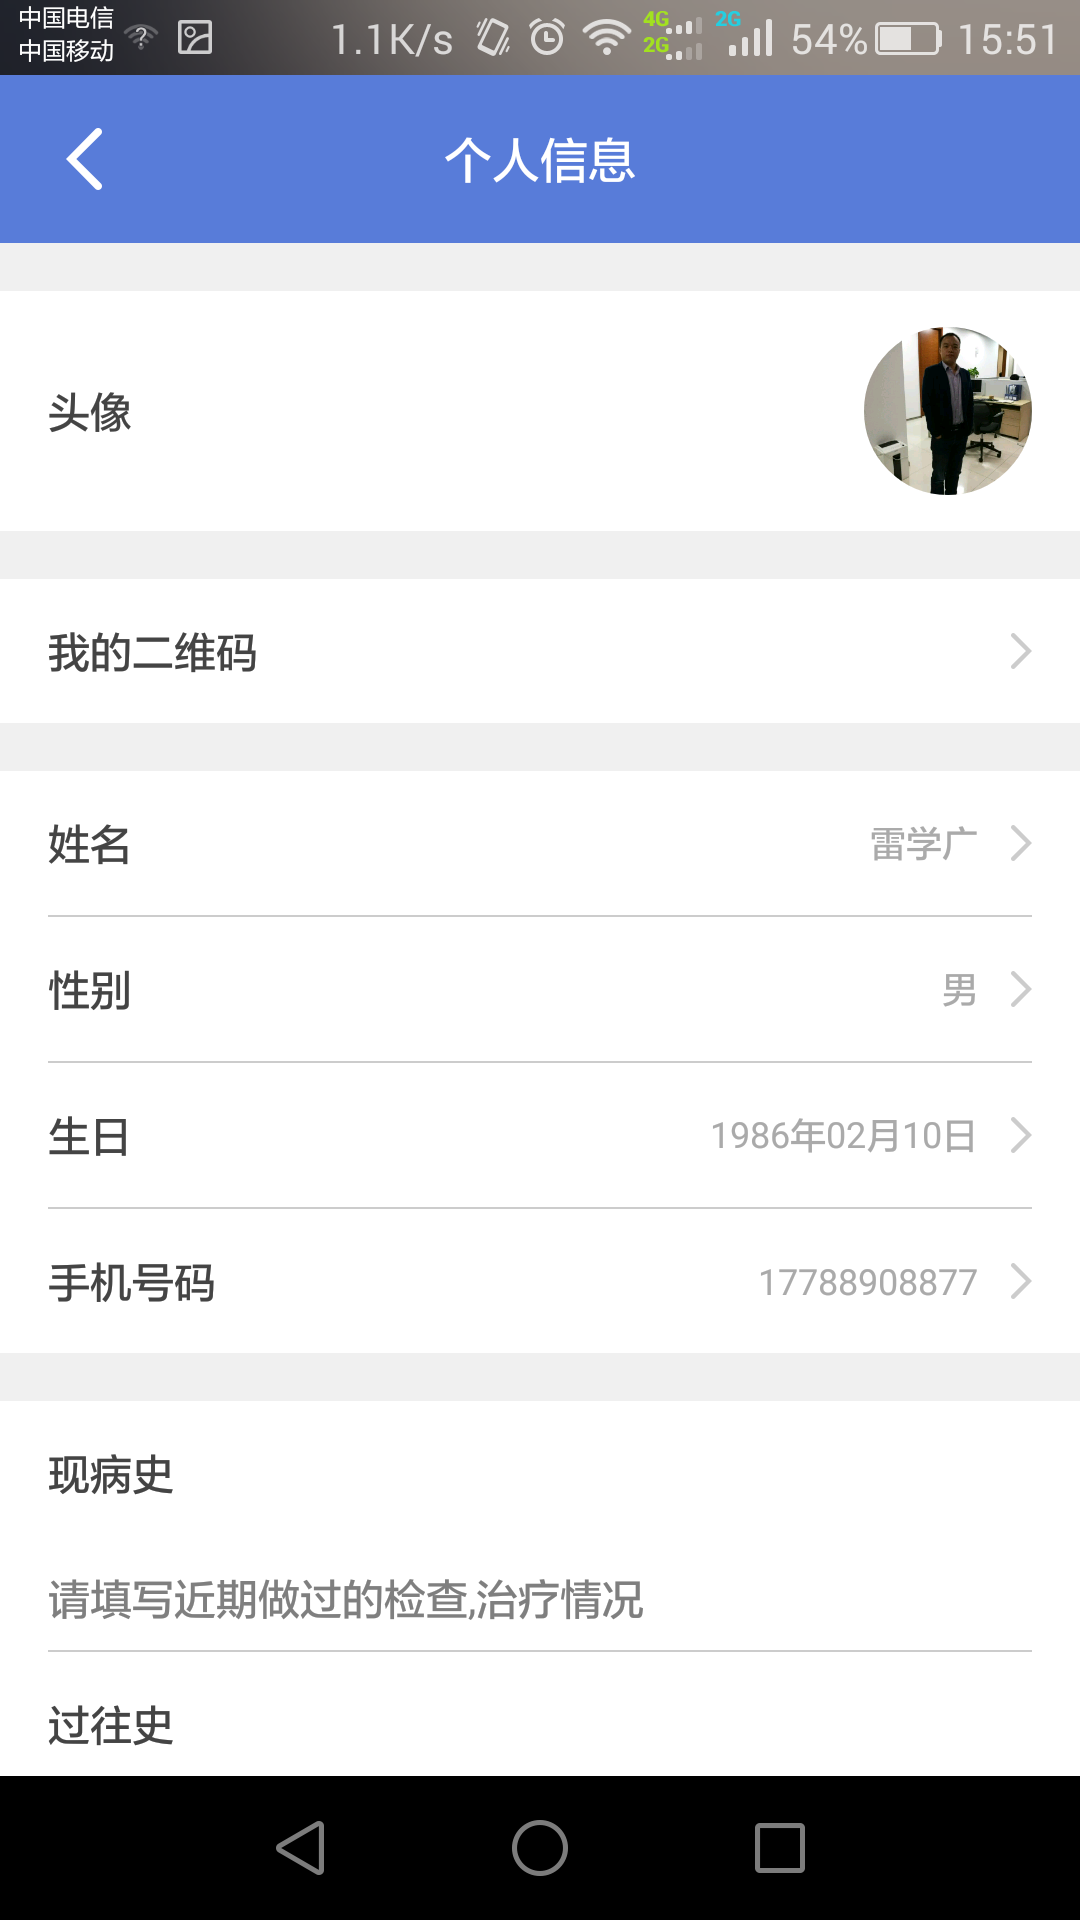 中国电信
中国移动
1.1K/s 4G 2G 2G 54% 15:51
个人信息
头像
我的二维码
姓名 雷学广
性别 男
生日 1986年02月10日
手机号码 17788908877
现病史
请填写近期做过的检查,治疗情况
过往史